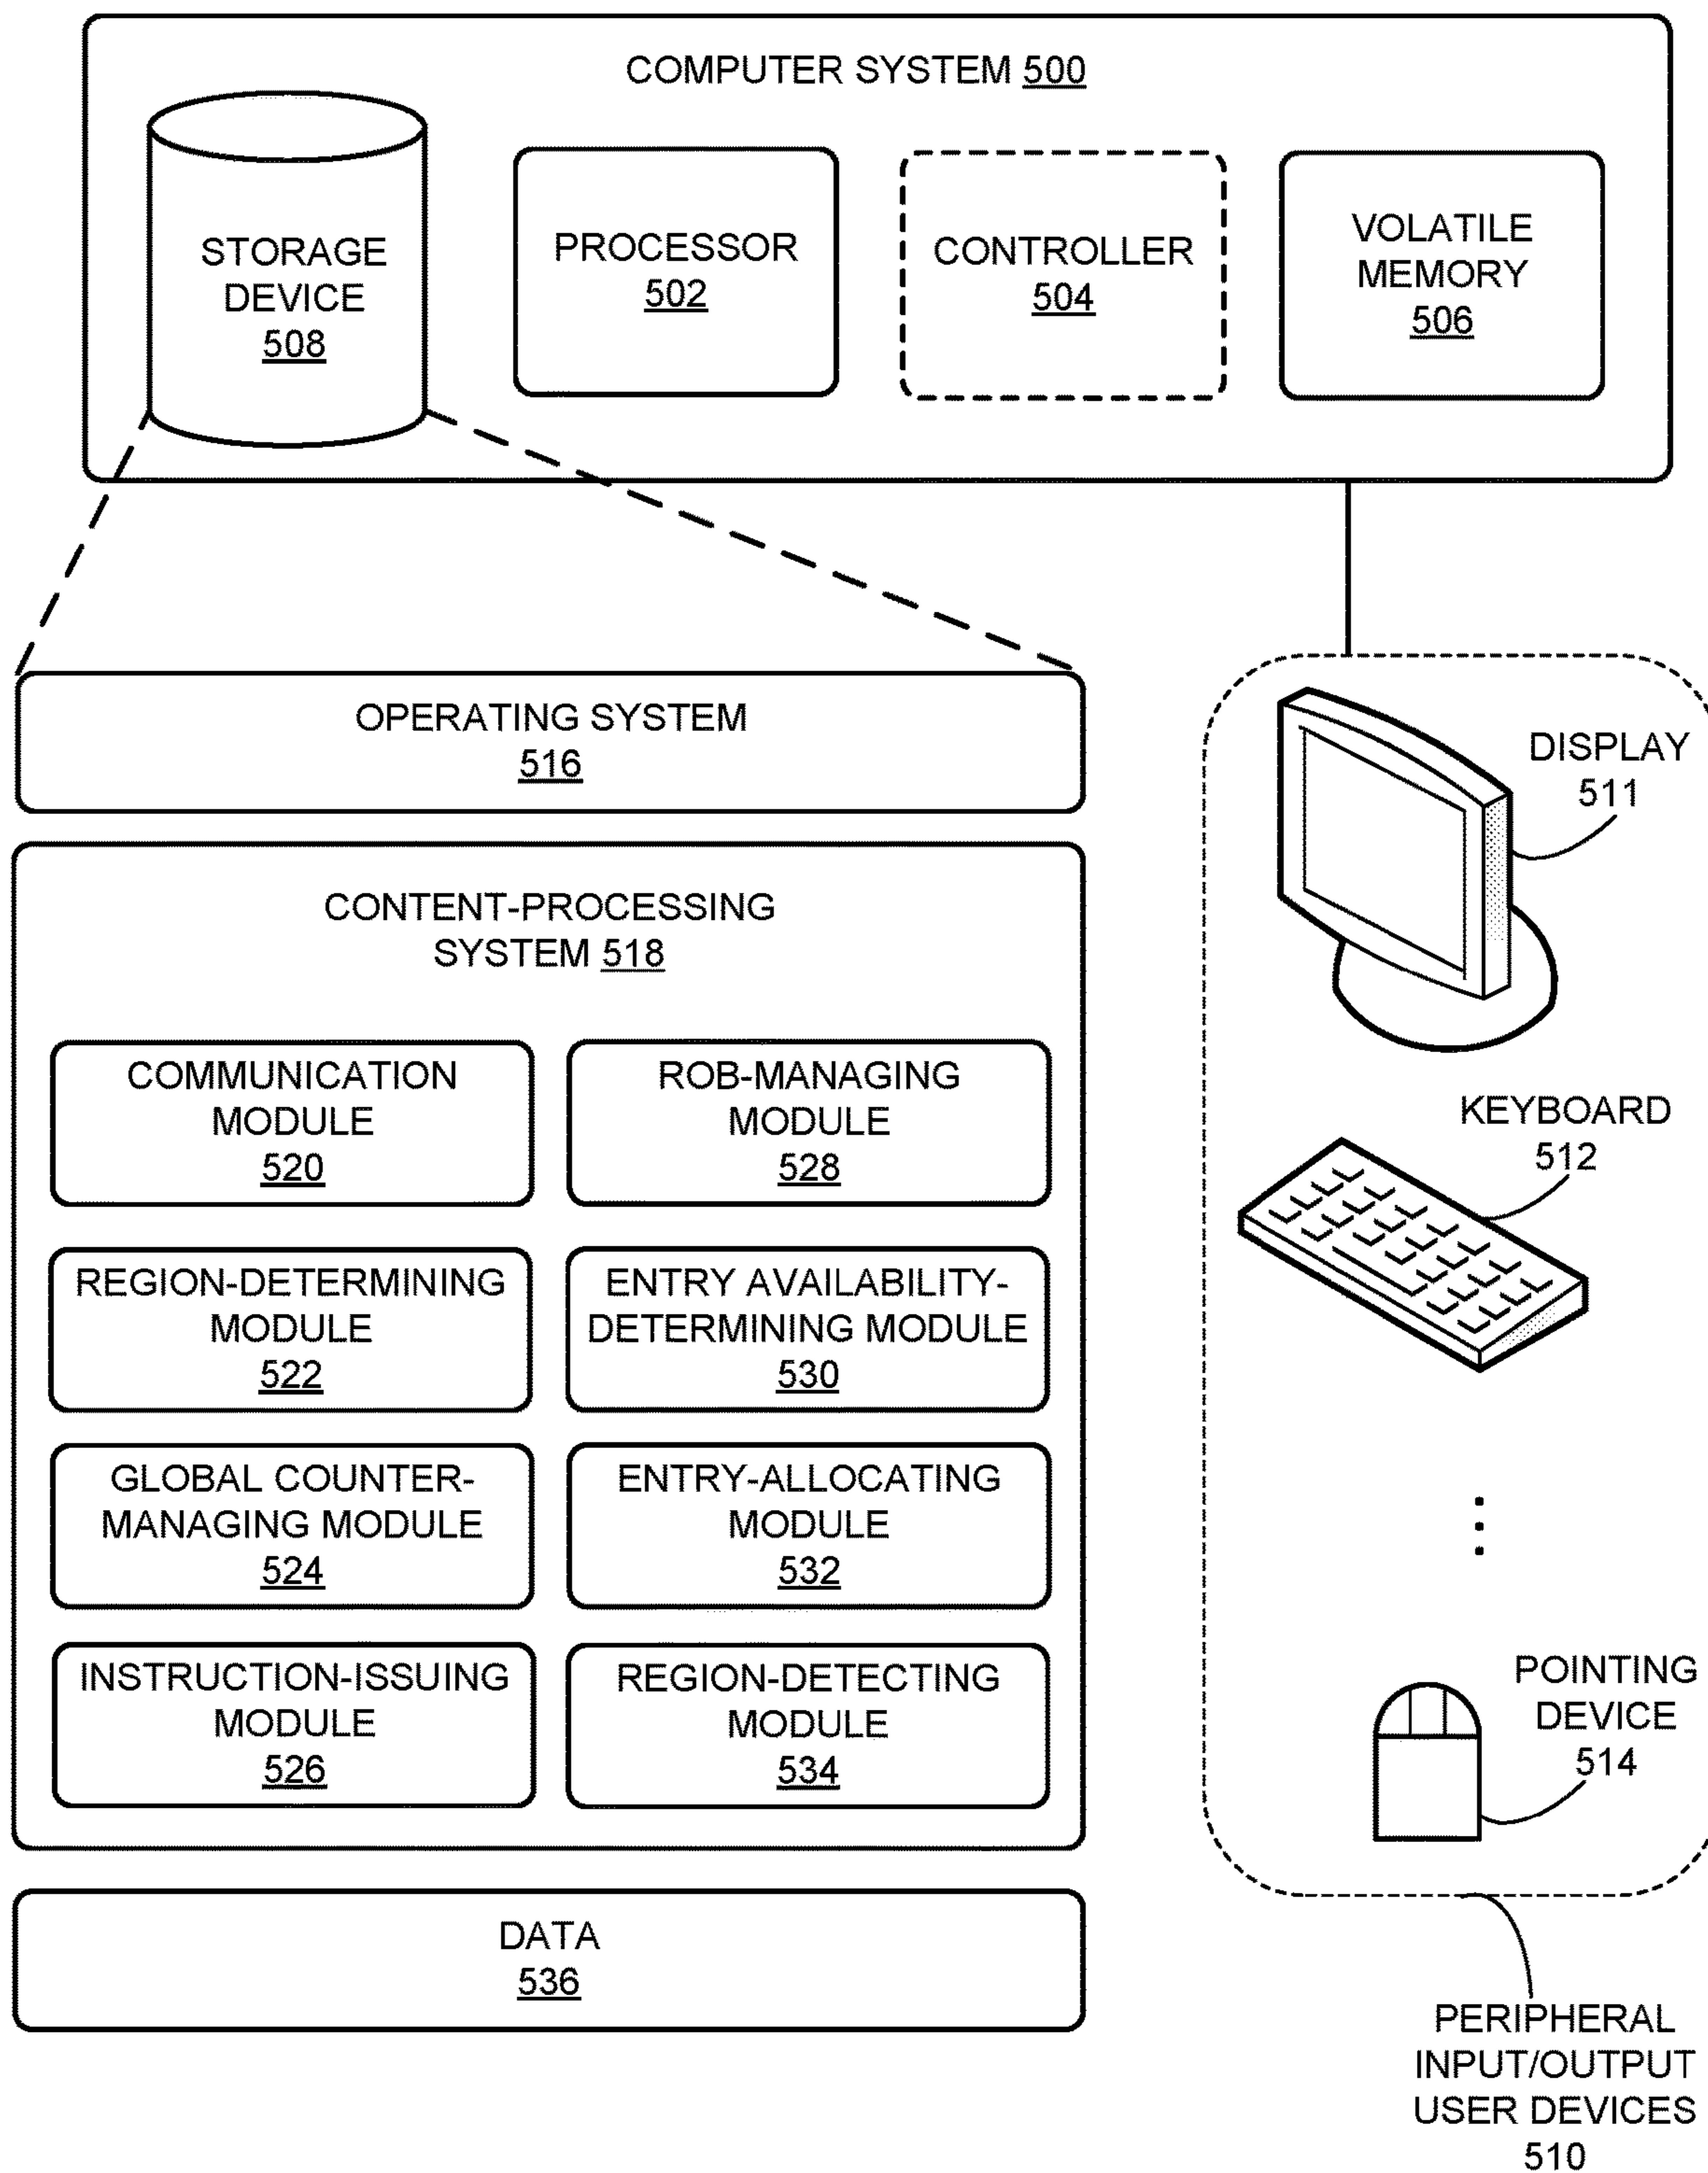 COMPUTER SYSTEM 500
STORAGE
DEVICE
508
PROCESSOR
502
CONTROLLER
504
VOLATILE
MEMORY
506
OPERATING SYSTEM
516
CONTENT-PROCESSING
SYSTEM 518
COMMUNICATION
MODULE
520
ROB-MANAGING
MODULE
528
REGION-DETERMINING
MODULE
522
ENTRY AVAILABILITY-
DETERMINING MODULE
530
GLOBAL COUNTER-
MANAGING MODULE
524
ENTRY-ALLOCATING
MODULE
532
INSTRUCTION-ISSUING
MODULE
526
REGION-DETECTING
MODULE
534
DATA
536
DISPLAY
511
KEYBOARD
512
POINTING
DEVICE
514
PERIPHERAL
INPUT/OUTPUT
USER DEVICES
510